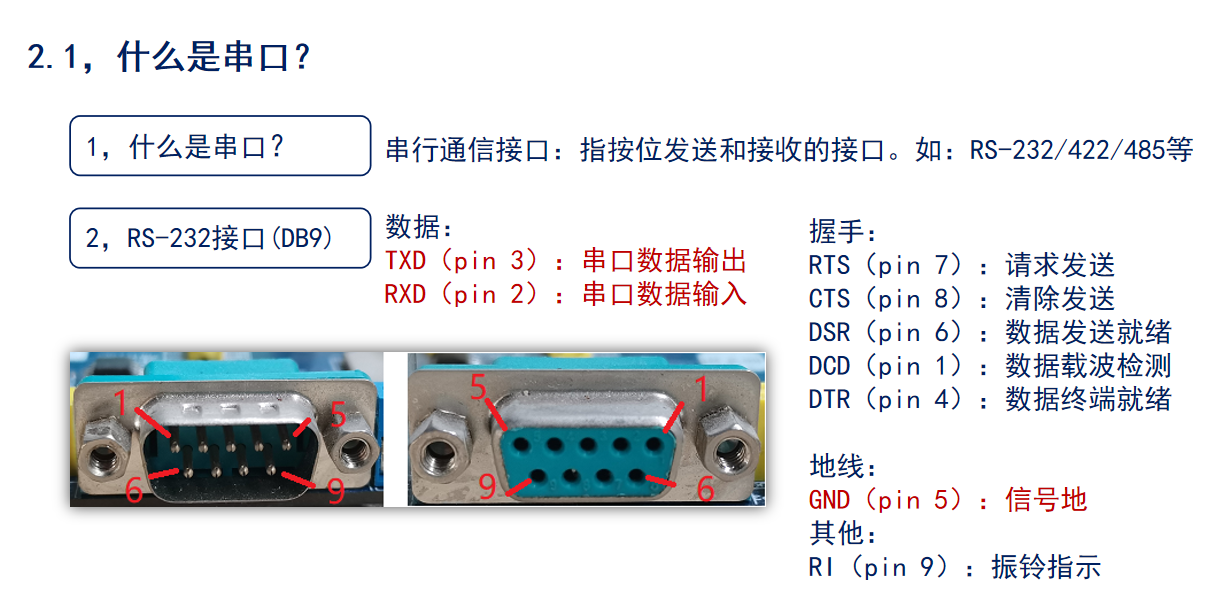 2.1，什么是串口？
1，什么是串口？
串行通信接口：指按位发送和接收的接口。如：RS-232/422/485等
2，RS-232接口(DB9)
数据：
TXD（pin 3）：串口数据输出
RXD（pin 2）：串口数据输入
握手：
RTS（pin 7）：请求发送
CTS（pin 8）：清除发送
DSR（pin 6）：数据发送就绪
DCD（pin 1）：数据载波检测
DTR（pin 4）：数据终端就绪
地线：
GND（pin 5）：信号地
其他：
RI（pin 9）：振铃指示
1 5
6 9
5 1
9 6